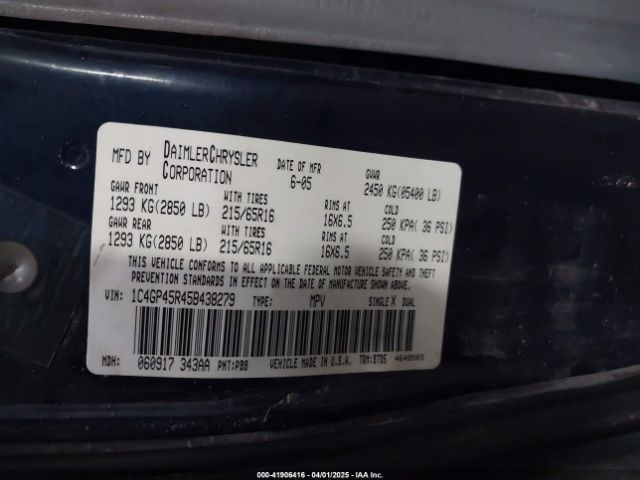 MFD BY DAIMLERCHRYSLER CORPORATION DATE OF MFR 6-05 GVWR 2450 KG(05400 LB)
GAWR FRONT WITH TIRES RIMS AT COLD
1293 KG(2850 LB) 215/65R16 16X6.5 250 KPA( 36 PSI)
GAWR REAR WITH TIRES RIMS AT COLD
1293 KG(2850 LB) 215/65R16 16X6.5 250 KPA( 36 PSI)
THIS VEHICLE CONFORMS TO ALL APPLICABLE FEDERAL MOTOR VEHICLE SAFETY AND THEFT
PREVENTION STANDARDS IN EFFECT ON THE DATE OF MANUFACTURE SHOWN ABOVE.
VIN: 1C4GP45R45B438279 TYPE: MPV SINGLE X DUAL
MDH: 060917 343AA PNT:PBB VEHICLE MADE IN U.S.A. TRM:B7D5 4648503
000-41906416 - 04/01/2025 - IAA Inc.